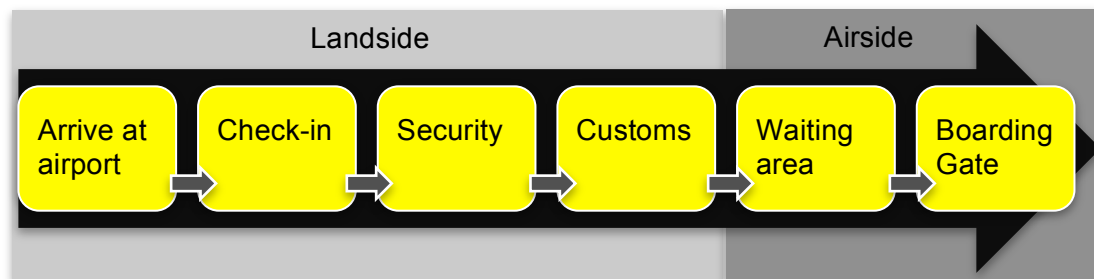 Landside
Airside
Arrive at
airport
Check-in
Security
Customs
Waiting
area
Boarding
Gate